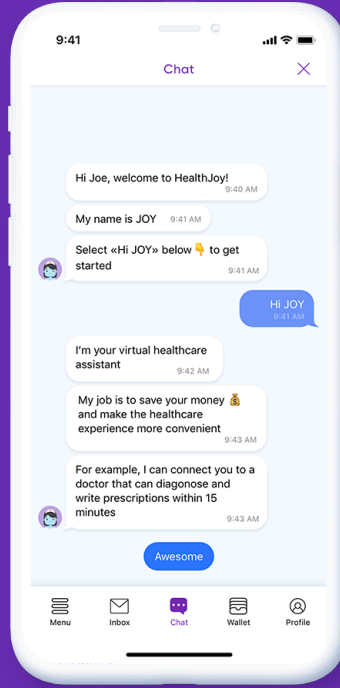 9:41
Chat
Hi Joe, welcome to HealthJoy!
9:40 AM
My name is JOY 9:41 AM
Select «Hi JOY» below 👇 to get
started
9:41 AM
Hi JOY
9:41 AM
I'm your virtual healthcare
assistant
9:42 AM
My job is to save your money 💰
and make the healthcare
experience more convenient
9:43 AM
For example, I can connect you to a
doctor that can diagonose and
write prescriptions within 15
minutes
9:43 AM
Awesome
Menu Inbox Chat Wallet Profile